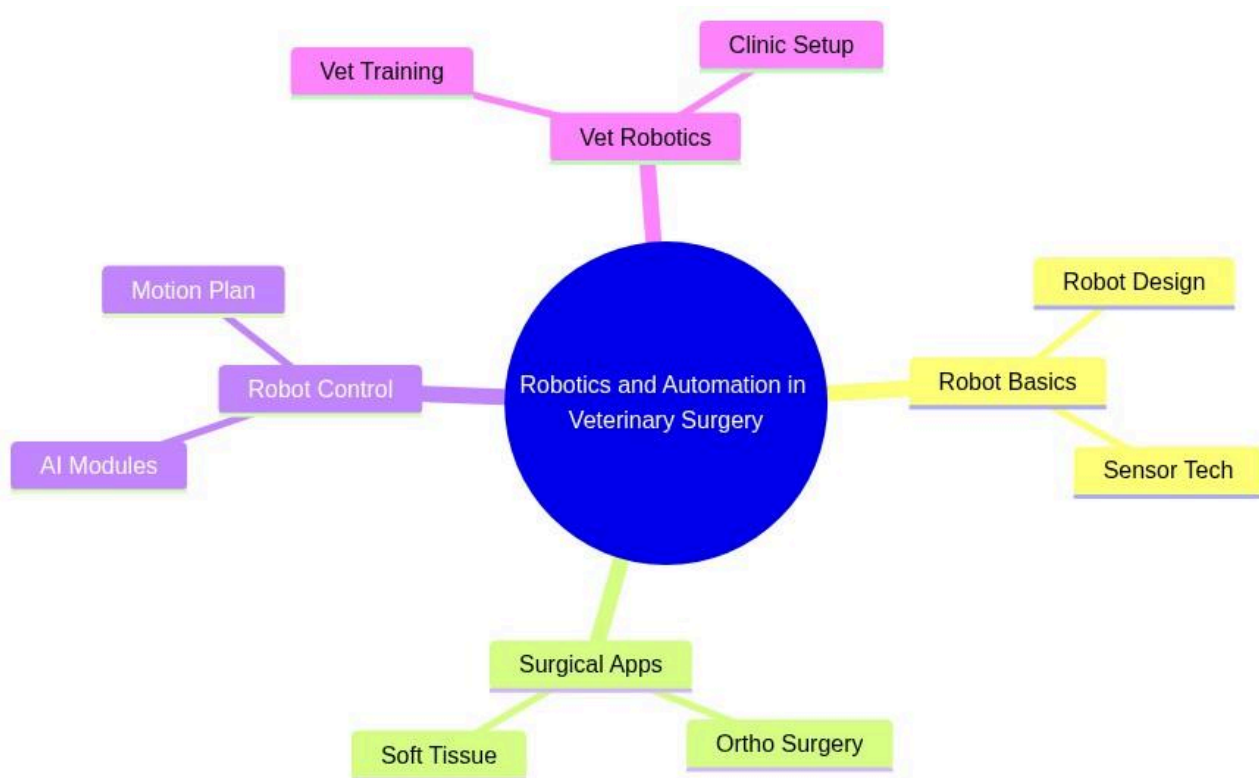 Clinic Setup
Vet Training
Vet Robotics
Robot Design
Motion Plan
Robot Control
Robot Basics
Robotics and Automation in
Veterinary Surgery
AI Modules
Sensor Tech
Surgical Apps
Soft Tissue
Ortho Surgery